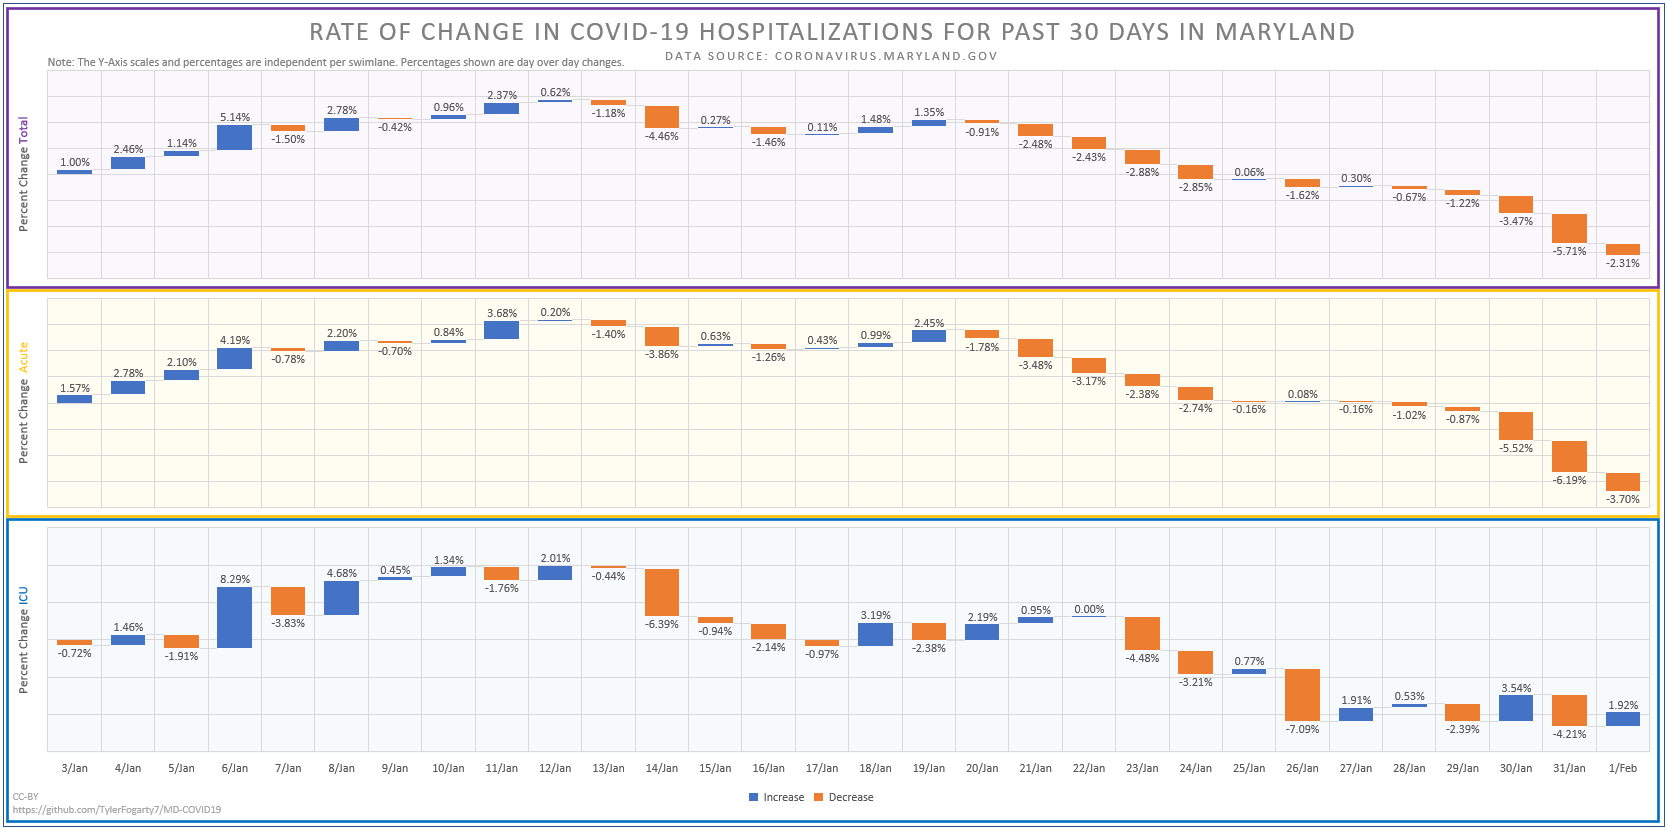 RATE OF CHANGE IN COVID-19 HOSPITALIZATIONS FOR PAST 30 DAYS IN MARYLAND
DATA SOURCE: CORONAVIRUS.MARYLAND.GOV
Note: The Y-Axis scales and percentages are independent per swimlane. Percentages shown are day over day changes.
Percent Change Total
1.00% 2.46% 1.14% 5.14% -1.50% 2.78% -0.42% 0.96% 2.37% 0.62% -1.18% -4.46% 0.27% -1.46% 0.11% 1.48% 1.35% -0.91% -2.48% -2.43% -2.88% -2.85% 0.06% -1.62% 0.30% -0.67% -1.22% -3.47% -5.71% -2.31%
Percent Change Acute
1.57% 2.78% 2.10% 4.19% -0.78% 2.20% -0.70% 0.84% 3.68% 0.20% -1.40% -3.86% 0.63% -1.26% 0.43% 0.99% 2.45% -1.78% -3.48% -3.17% -2.38% -2.74% -0.16% 0.08% -0.16% -1.02% -0.87% -5.52% -6.19% -3.70%
Percent Change ICU
-0.72% 1.46% -1.91% 8.29% -3.83% 4.68% 0.45% 1.34% -1.76% 2.01% -0.44% -6.39% -0.94% -2.14% -0.97% 3.19% -2.38% 2.19% 0.95% 0.00% -4.48% -3.21% 0.77% -7.09% 1.91% 0.53% -2.39% 3.54% -4.21% 1.92%
3/Jan 4/Jan 5/Jan 6/Jan 7/Jan 8/Jan 9/Jan 10/Jan 11/Jan 12/Jan 13/Jan 14/Jan 15/Jan 16/Jan 17/Jan 18/Jan 19/Jan 20/Jan 21/Jan 22/Jan 23/Jan 24/Jan 25/Jan 26/Jan 27/Jan 28/Jan 29/Jan 30/Jan 31/Jan 1/Feb
Increase Decrease
CC-BY
https://github.com/TylerFogarty7/MD-COVID19